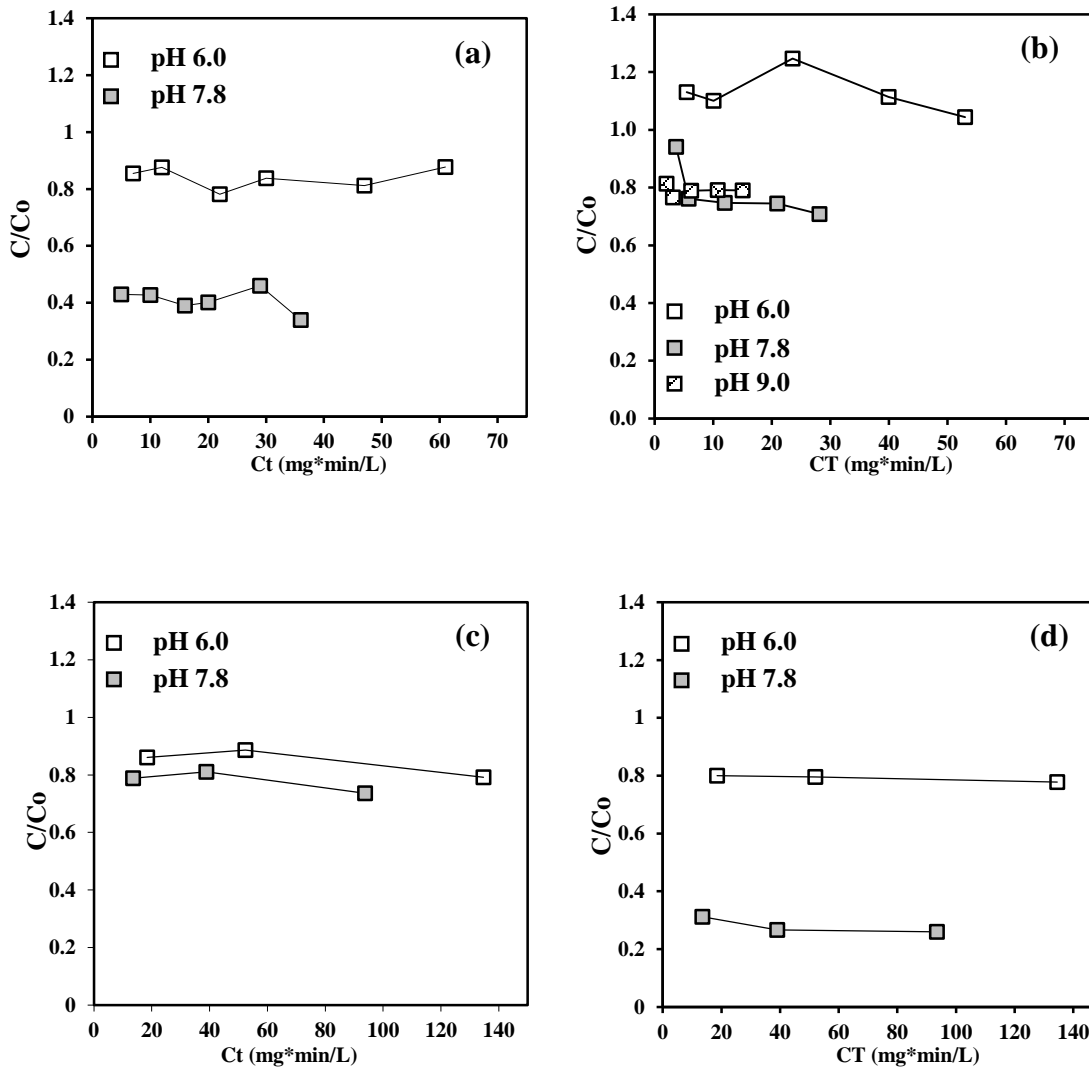 (a)
pH 6.0
pH 7.8
1.4
1.2
1
0.8
0.6
0.4
0.2
0
C/Co
0 10 20 30 40 50 60 70
Ct (mg*min/L)
(b)
1.4
1.2
1.0
0.8
0.6
0.4
0.2
0.0
C/Co
pH 6.0
pH 7.8
pH 9.0
0 10 20 30 40 50 60 70
CT (mg*min/L)
(c)
pH 6.0
pH 7.8
1.4
1.2
1
0.8
0.6
0.4
0.2
0
C/Co
0 20 40 60 80 100 120 140
Ct (mg*min/L)
(d)
pH 6.0
pH 7.8
1.4
1.2
1
0.8
0.6
0.4
0.2
0
C/Co
0 20 40 60 80 100 120 140
CT (mg*min/L)